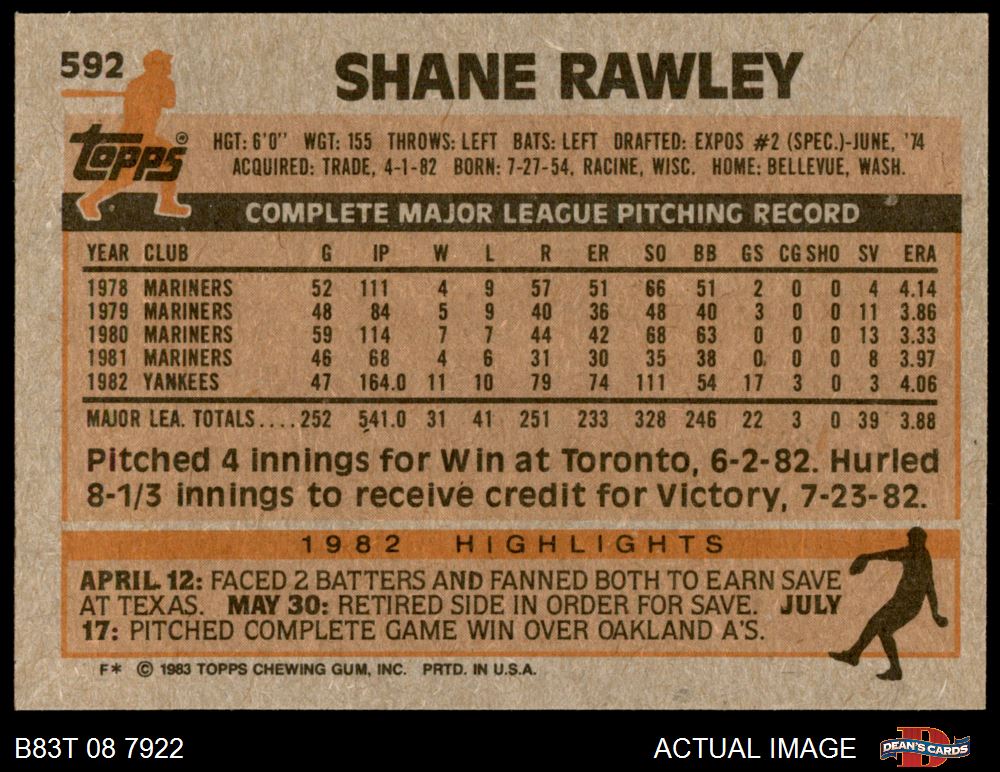 592
SHANE RAWLEY
topps®
HGT: 6'0" WGT: 155 THROWS: LEFT BATS: LEFT DRAFTED: EXPOS #2 (SPEC.)-JUNE, '74
ACQUIRED: TRADE, 4-1-82 BORN: 7-27-54, RACINE, WISC. HOME: BELLEVUE, WASH.
COMPLETE MAJOR LEAGUE PITCHING RECORD
YEAR CLUB G IP W L R ER SO BB GS CG SHO SV ERA
1978 MARINERS 52 111 4 9 57 51 66 51 2 0 0 4 4.14
1979 MARINERS 48 84 5 9 40 36 48 40 3 0 0 11 3.86
1980 MARINERS 59 114 7 7 44 42 68 63 0 0 0 13 3.33
1981 MARINERS 46 68 4 6 31 30 35 38 0 0 0 8 3.97
1982 YANKEES 47 164.0 11 10 79 74 111 54 17 3 0 3 4.06
MAJOR LEA. TOTALS....252 541.0 31 41 251 233 328 246 22 3 0 39 3.88
Pitched 4 innings for Win at Toronto, 6-2-82. Hurled
8-1/3 innings to receive credit for Victory, 7-23-82.
1982 HIGHLIGHTS
APRIL 12: FACED 2 BATTERS AND FANNED BOTH TO EARN SAVE
AT TEXAS. MAY 30: RETIRED SIDE IN ORDER FOR SAVE. JULY
17: PITCHED COMPLETE GAME WIN OVER OAKLAND A'S.
F* © 1983 TOPPS CHEWING GUM, INC. PRTD. IN U.S.A.
B83T 08 7922
ACTUAL IMAGE
D
DEAN'S CARDS